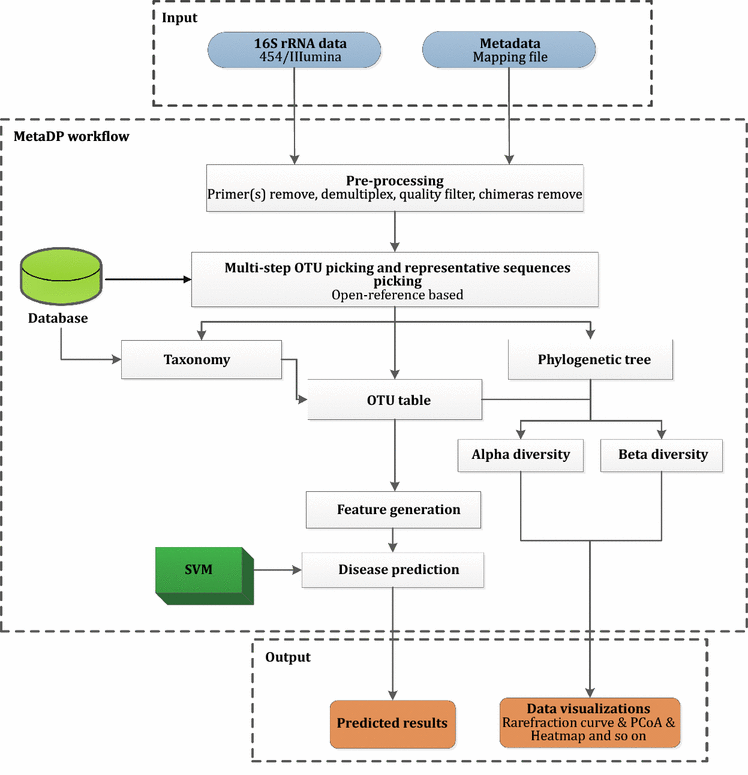 Input
16S rRNA data
454/IIIumina
Metadata
Mapping file
MetaDP workflow
Pre-processing
Primer(s) remove, demultiplex, quality filter, chimeras remove
Multi-step OTU picking and representative sequences
picking
Open-reference based
Database
Taxonomy
Phylogenetic tree
OTU table
Alpha diversity
Beta diversity
Feature generation
SVM
Disease prediction
Output
Predicted results
Data visualizations
Rarefraction curve & PCoA &
Heatmap and so on